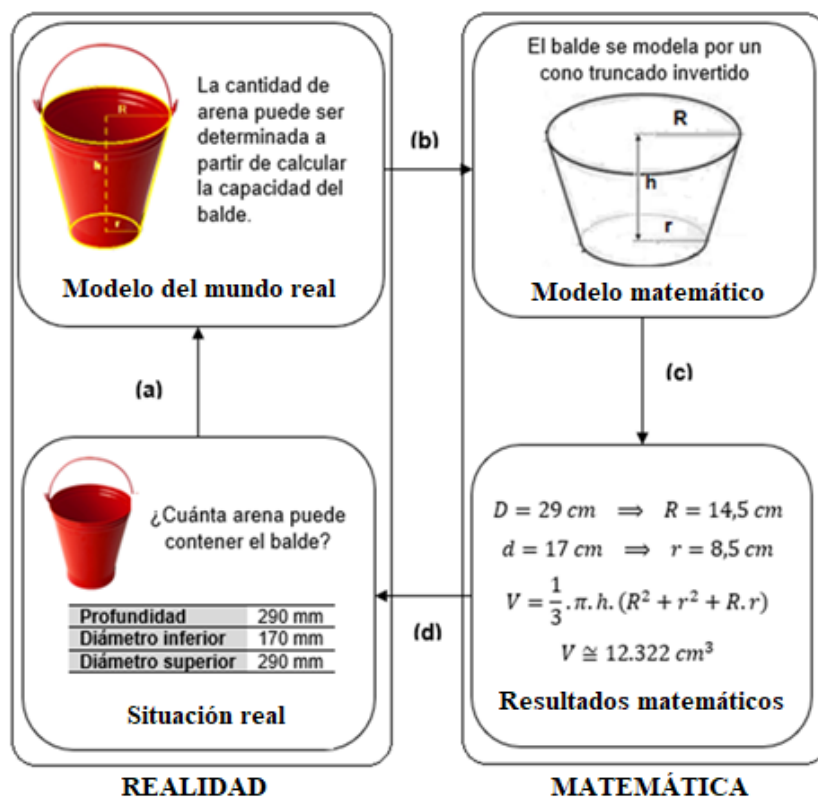 La cantidad de
arena puede ser
determinada a
partir de calcular
la capacidad del
balde.
R
h
r
Modelo del mundo real
(b)
El balde se modela por un
cono truncado invertido
R
h
r
Modelo matemático
(a)
(c)
¿Cuánta arena puede
contener el balde?
Profundidad 290 mm
Diámetro inferior 170 mm
Diámetro superior 290 mm
Situación real
(d)
D = 29 cm ⟹ R = 14,5 cm
d = 17 cm ⟹ r = 8,5 cm
V = 1/3 . π. h. (R² + r² + R. r)
V ≅ 12.322 cm³
Resultados matemáticos
REALIDAD
MATEMÁTICA